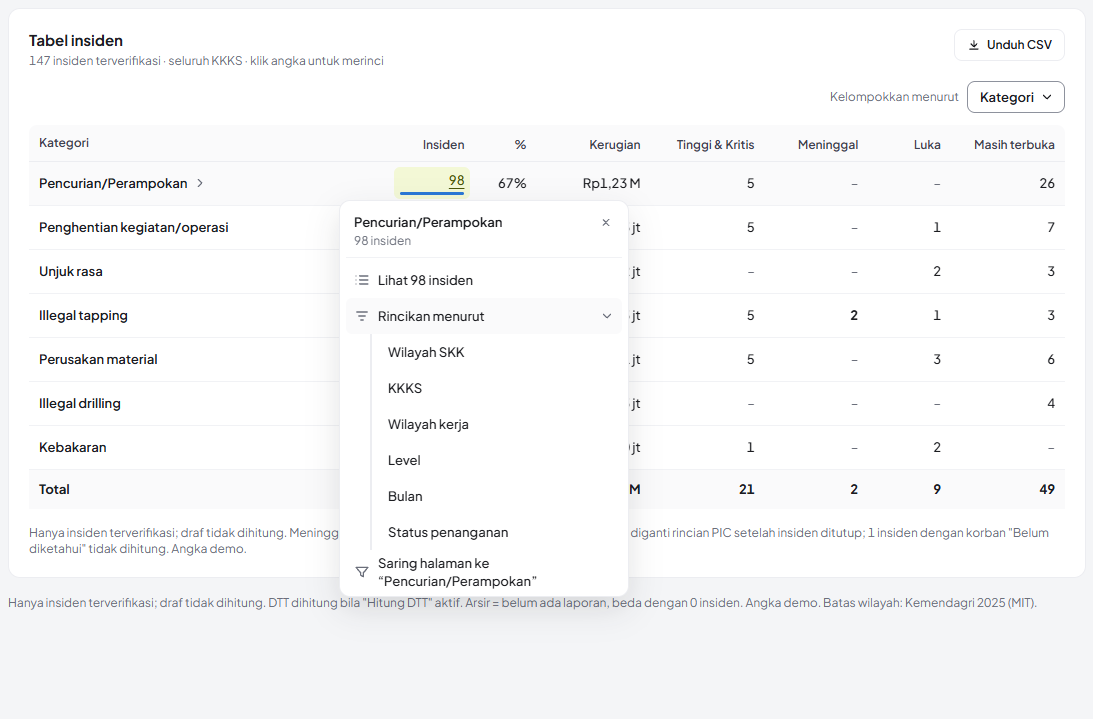 Tabel insiden
147 insiden terverifikasi · seluruh KKKS · klik angka untuk merinci
Unduh CSV
Kelompokkan menurut Kategori
Kategori Insiden % Kerugian Tinggi & Kritis Meninggal Luka Masih terbuka
Pencurian/Perampokan 98 67% Rp1,23 M 5 – – 26
Penghentian kegiatan/operasi jt 5 – 1 7
Unjuk rasa jt – – 2 3
Illegal tapping jt 5 2 1 3
Perusakan material jt 5 – 3 6
Illegal drilling jt – – – 4
Kebakaran jt 1 – 2 –
Total M 21 2 9 49
Pencurian/Perampokan
98 insiden
Lihat 98 insiden
Rincikan menurut
Wilayah SKK
KKKS
Wilayah kerja
Level
Bulan
Status penanganan
Saring halaman ke
“Pencurian/Perampokan”
Hanya insiden terverifikasi; draf tidak dihitung. diganti rincian PIC setelah insiden ditutup; 1 insiden dengan korban "Belum
diketahui" tidak dihitung. Angka demo.
Hanya insiden terverifikasi; draf tidak dihitung. DTT dihitung bila "Hitung DTT" aktif. Arsir = belum ada laporan, beda dengan 0 insiden. Angka demo. Batas wilayah: Kemendagri 2025 (MIT).